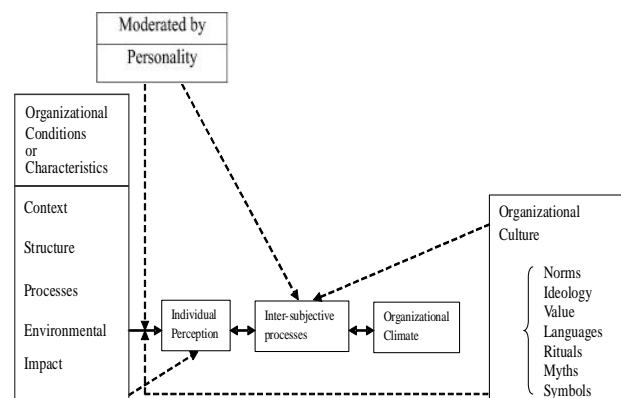 Moderated by
Personality
Organizational
Conditions
or
Characteristics
Context
Structure
Processes
Environmental
Impact
Individual
Perception
Inter-subjective
processes
Organizational
Climate
Organizational
Culture
Norms
Ideology
Value
Languages
Rituals
Myths
Symbols